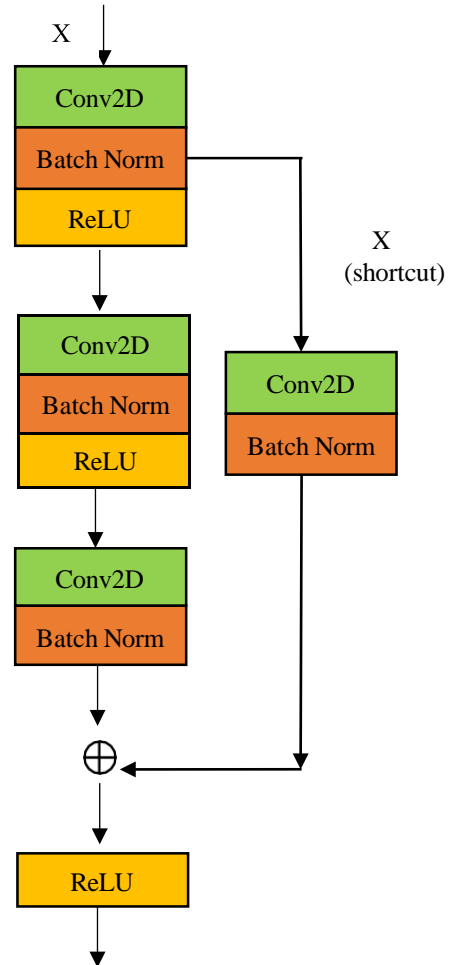 X
Conv2D
Batch Norm
ReLU
X
(shortcut)
Conv2D
Batch Norm
ReLU
Conv2D
Batch Norm
Conv2D
Batch Norm
ReLU